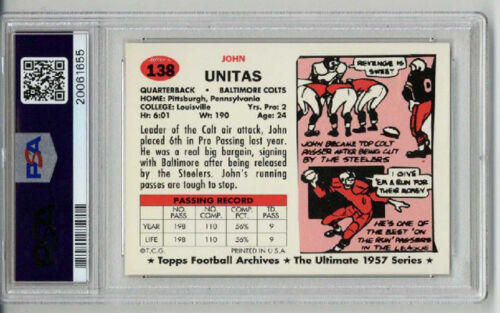 PSA
PSA
20061655
138
JOHN
UNITAS
QUARTERBACK • BALTIMORE COLTS
HOME: Pittsburgh, Pennsylvania
COLLEGE: Louisville Yrs. Pro: 2
Ht: 6:01 Wt: 190 Age: 24
Leader of the Colt air attack, John
placed 6th in Pro Passing last year.
He was a real big bargain, signing
with Baltimore after being released
by the Steelers. John's running
passes are tough to stop.
PASSING RECORD
NO. PASS NO. COMP. COMP. PCT. TD. PASS
YEAR 198 110 56% 9
LIFE 198 110 56% 9
©T.C.G. PRINTED IN U.S.A.
REVENGE IS
SWEET
JOHN BECAME TOP COLT
PASSER AFTER BEING CUT
BY THE STEELERS
I GIVE
'EM A RUN FOR
THEIR MONEY
HE'S ONE OF
THE BEST 'ON
THE RUN' PASSERS
IN THE LEAGUE
★ Topps Football Archives ★ The Ultimate 1957 Series ★